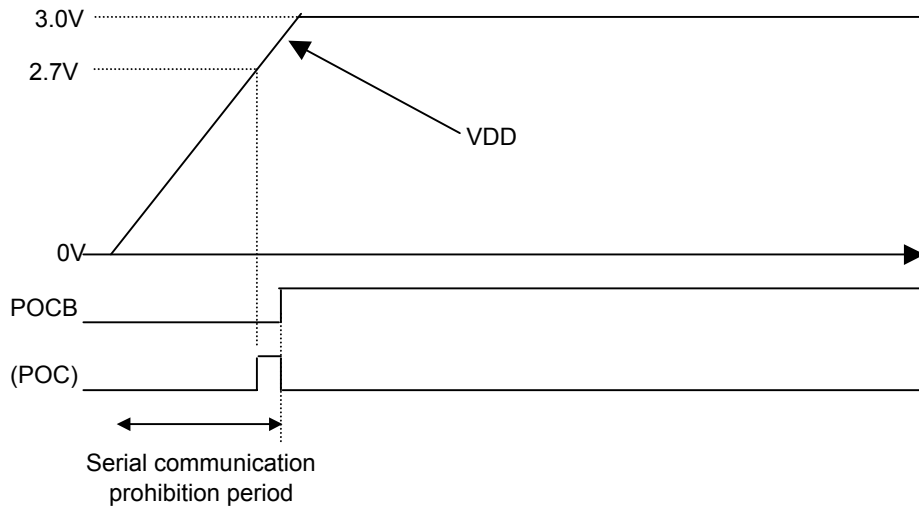 3.0V
2.7V
VDD
0V
POCB
(POC)
Serial communication
prohibition period